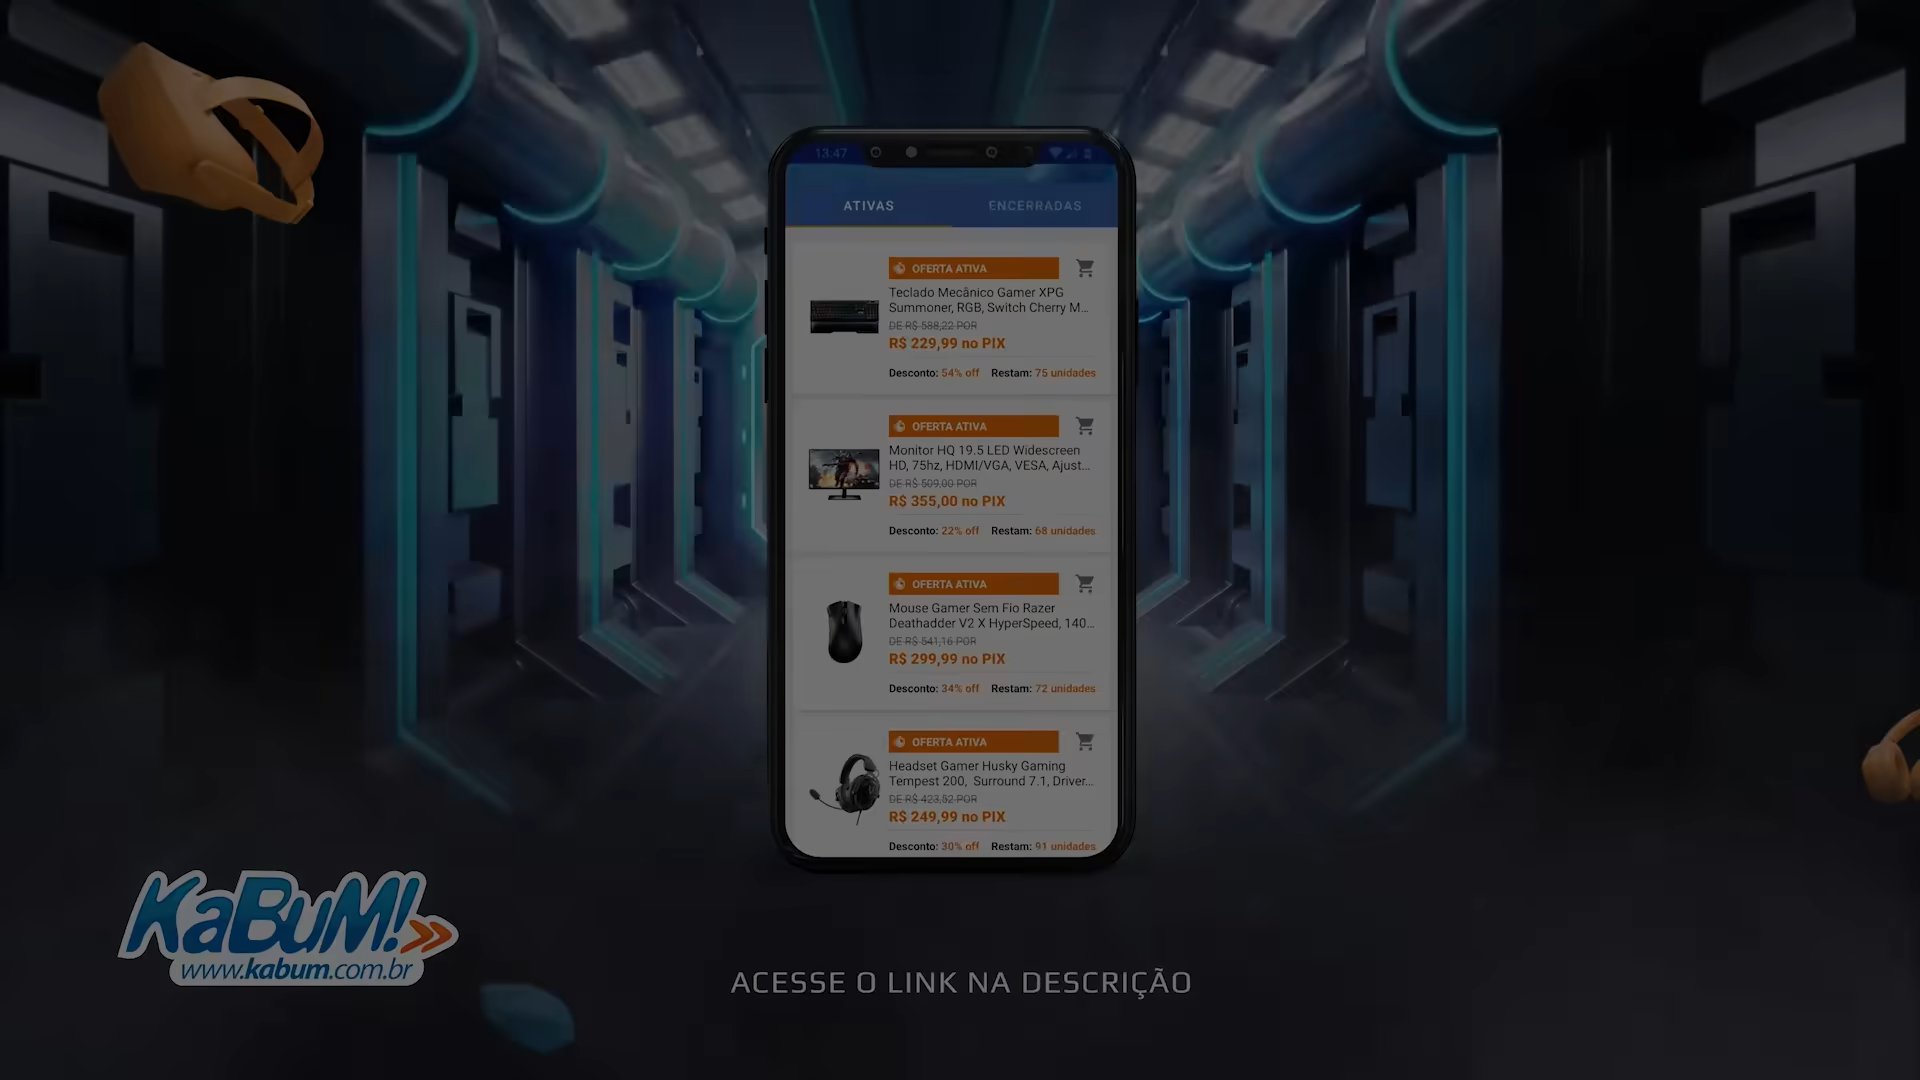 13:47
ATIVAS
ENCERRADAS
OFERTA ATIVA
Teclado Mecânico Gamer XPG
Summoner, RGB, Switch Cherry M...
DE R$ 588,22 POR
R$ 229,99 no PIX
Desconto: 54% off Restam: 75 unidades
OFERTA ATIVA
Monitor HQ 19.5 LED Widescreen
HD, 75hz, HDMI/VGA, VESA, Ajust...
DE R$ 509,00 POR
R$ 355,00 no PIX
Desconto: 22% off Restam: 68 unidades
OFERTA ATIVA
Mouse Gamer Sem Fio Razer
Deathadder V2 X HyperSpeed, 140...
DE R$ 541,16 POR
R$ 299,99 no PIX
Desconto: 34% off Restam: 72 unidades
OFERTA ATIVA
Headset Gamer Husky Gaming
Tempest 200, Surround 7.1, Driver...
DE R$ 423,52 POR
R$ 249,99 no PIX
Desconto: 30% off Restam: 91 unidades
KaBuM!
www.kabum.com.br
ACESSE O LINK NA DESCRIÇÃO